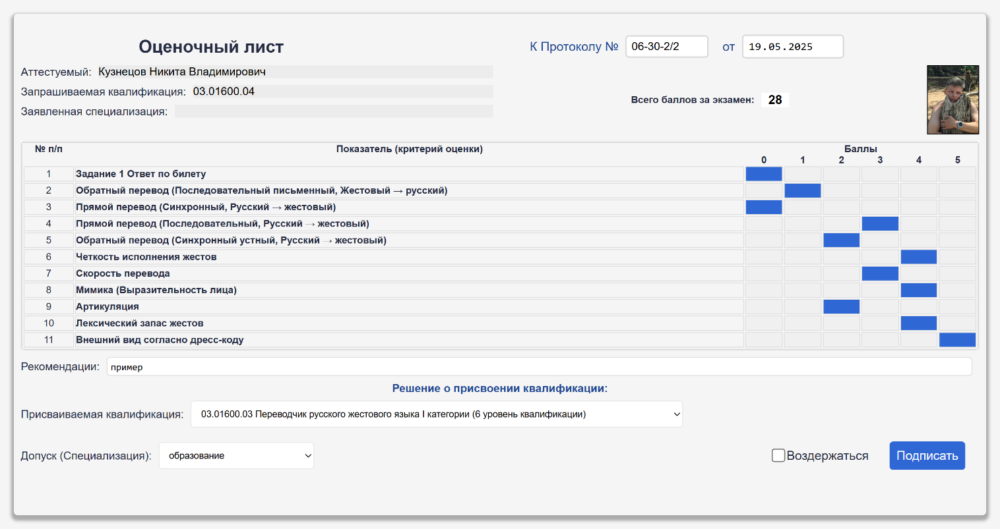 Оценочный лист
К Протоколу № 06-30-2/2 от 19.05.2025
Аттестуемый: Кузнецов Никита Владимирович
Запрашиваемая квалификация: 03.01600.04
Заявленная специализация:
Всего баллов за экзамен: 28
№ п/п Показатель (критерий оценки) Баллы
0 1 2 3 4 5
1 Задание 1 Ответ по билету
2 Обратный перевод (Последовательный письменный, Жестовый → русский)
3 Прямой перевод (Синхронный, Русский → жестовый)
4 Прямой перевод (Последовательный, Русский → жестовый)
5 Обратный перевод (Синхронный устный, Русский → жестовый)
6 Четкость исполнения жестов
7 Скорость перевода
8 Мимика (Выразительность лица)
9 Артикуляция
10 Лексический запас жестов
11 Внешний вид согласно дресс-коду
Рекомендации: пример
Решение о присвоении квалификации:
Присваиваемая квалификация: 03.01600.03 Переводчик русского жестового языка I категории (6 уровень квалификации)
Допуск (Специализация): образование
Воздержаться Подписать